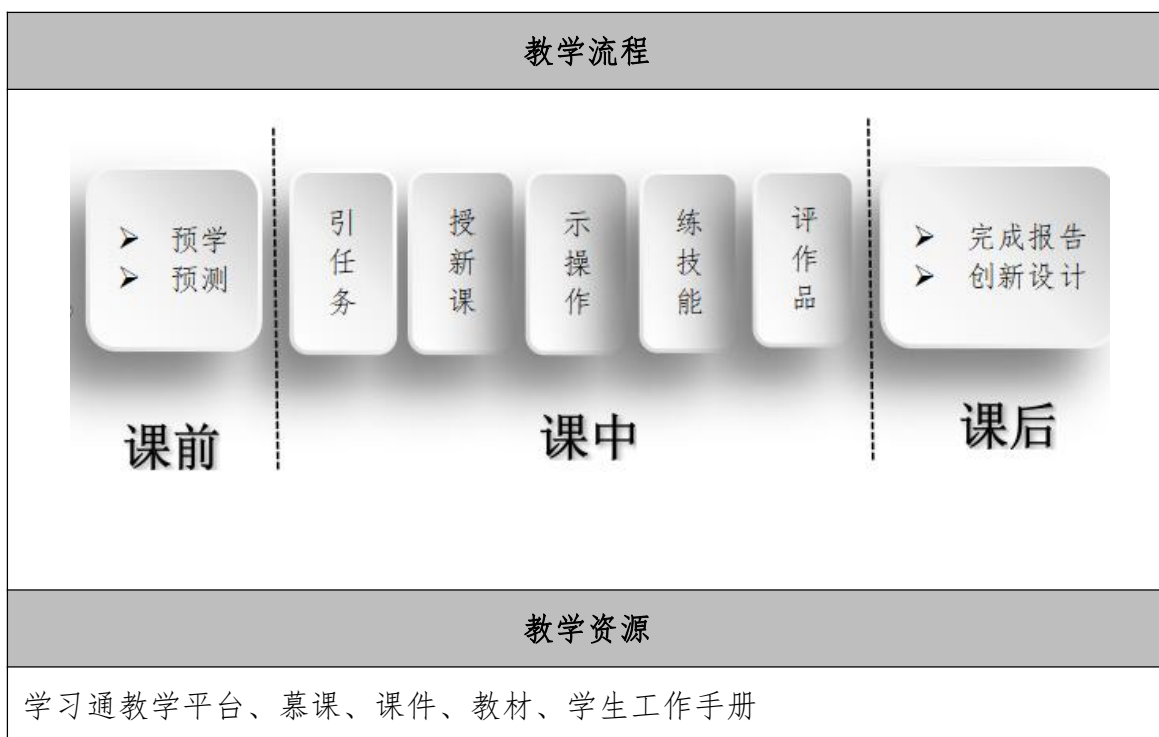 教学流程
预学
预测
引任务
授新课
示操作
练技能
评作品
完成报告
创新设计
课前
课中
课后
教学资源
学习通教学平台、慕课、课件、教材、学生工作手册